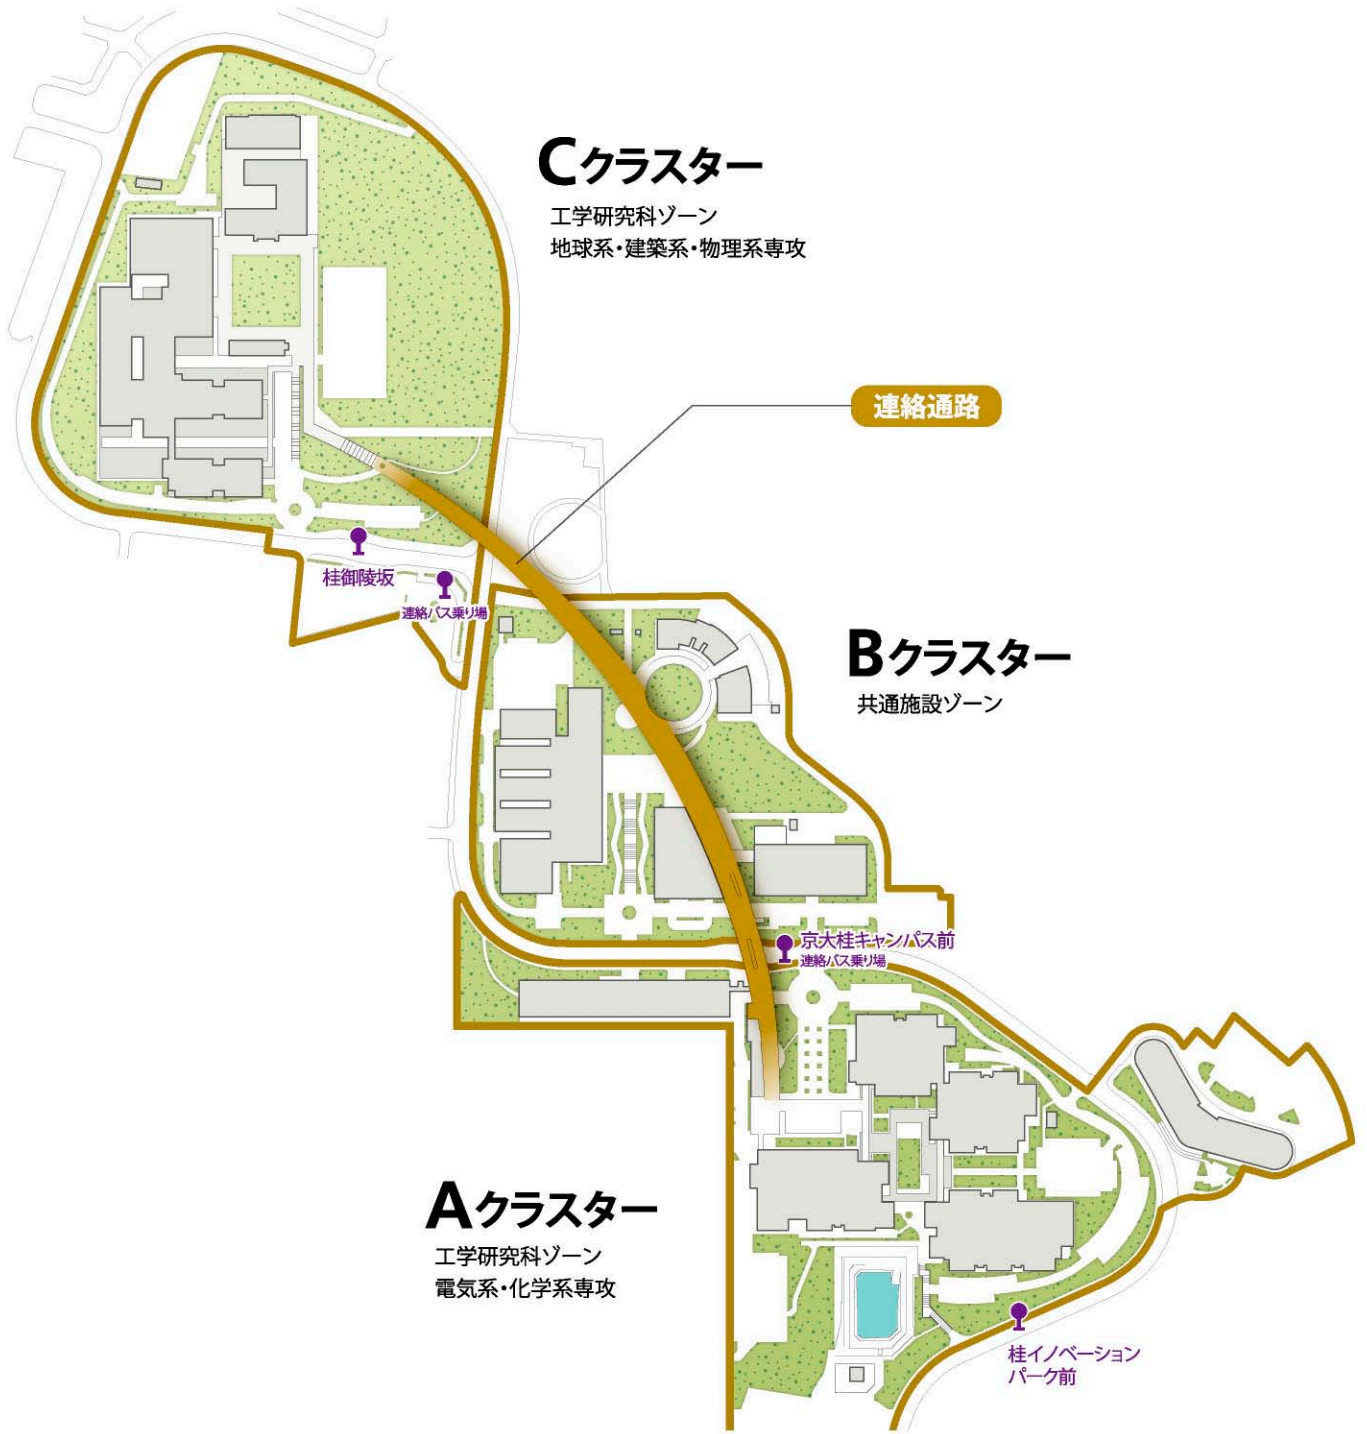 Cクラスター
工学研究科ゾーン
地球系・建築系・物理系専攻
連絡通路
桂御陵坂
連絡バス乗り場
Bクラスター
共通施設ゾーン
京大桂キャンパス前
連絡バス乗り場
Aクラスター
工学研究科ゾーン
電気系・化学系専攻
桂イノベーション
パーク前